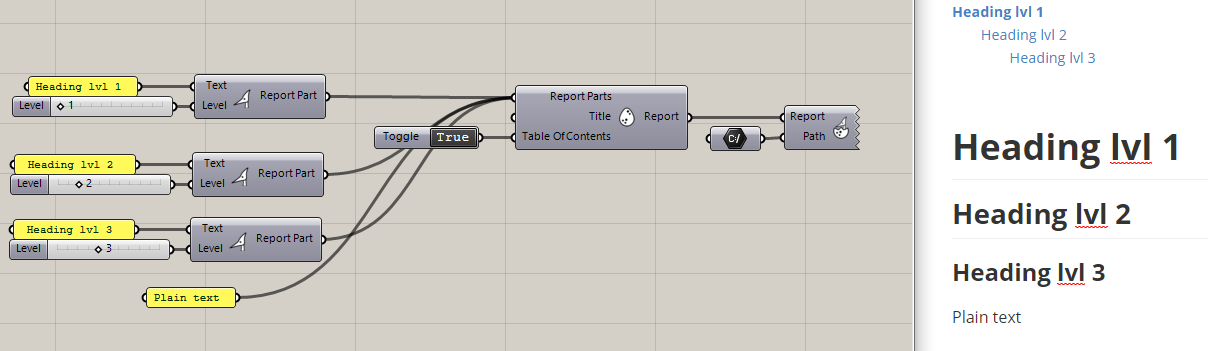 Heading lvl 1
Level
1
Text
Level
Report Part
Heading lvl 2
Level
2
Text
Level
Report Part
Heading lvl 3
Level
3
Text
Level
Report Part
Plain text
Toggle
True
Report Parts
Title
Table Of Contents
Report
C:/
Report
Path
Heading lvl 1
Heading lvl 2
Heading lvl 3
Heading lvl 1
Heading lvl 2
Heading lvl 3
Plain text